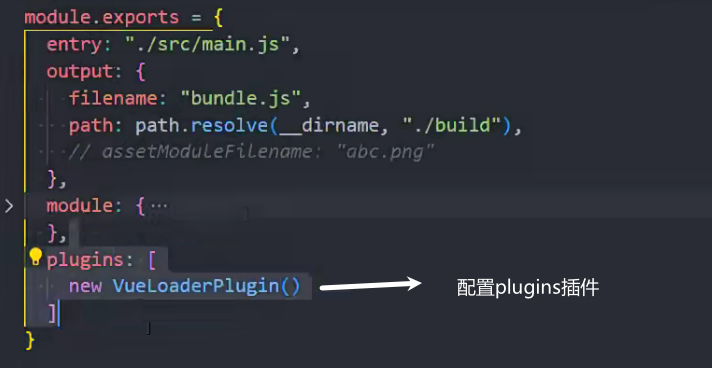 module.exports = {
entry: "./src/main.js",
output: {
filename: "bundle.js",
path: path.resolve(__dirname, "./build"),
// assetModuleFilename: "abc.png"
},
module: { ···
},
plugins: [
new VueLoaderPlugin() 配置plugins插件
]
}